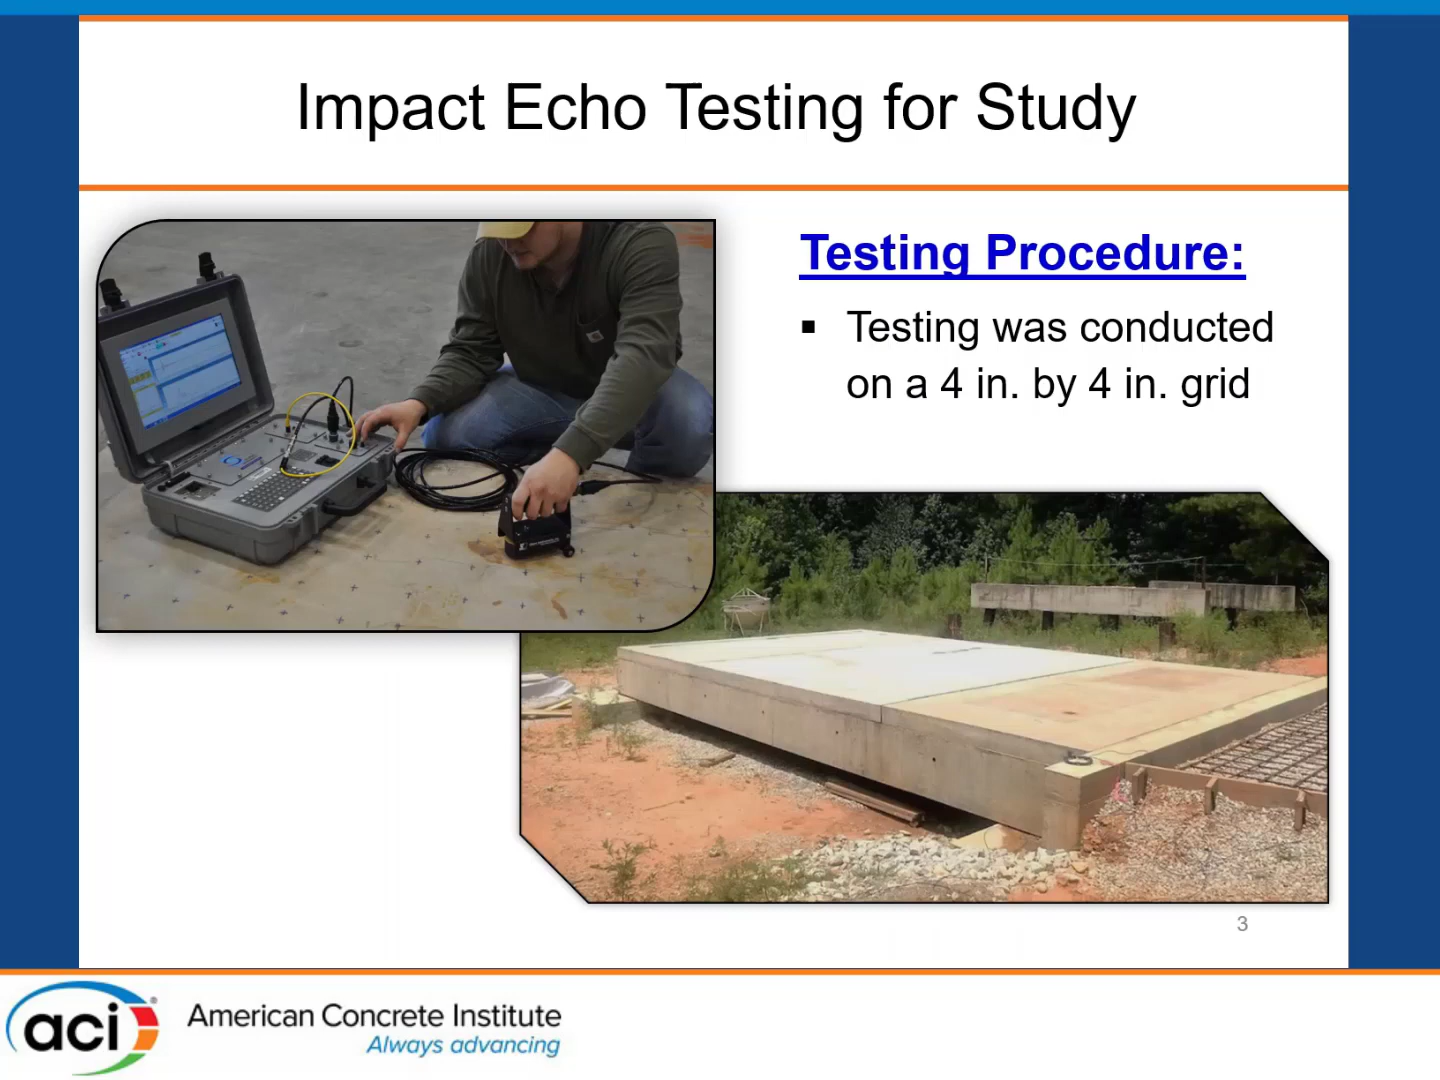 Impact Echo Testing for Study
Testing Procedure:
▪ Testing was conducted
on a 4 in. by 4 in. grid
3
aci®
American Concrete Institute
Always advancing